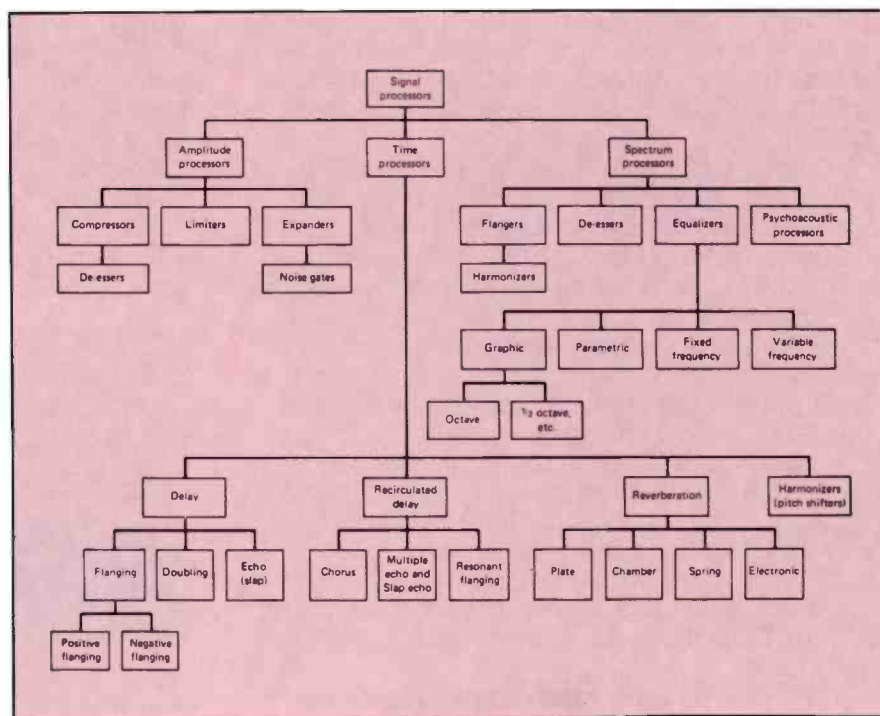 Signal
processors
Amplitude
processors
Time
processors
Spectrum
processors
Compressors
Limiters
Expanders
Flangers
De-essers
Equalizers
Psychoacoustic
processors
De-essers
Noise gates
Harmonizers
Graphic
Parametric
Fixed
frequency
Variable
frequency
Octave
octave,
etc.
Delay
Recirculated
delay
Reverberation
Harmonizers
(pitch shifters)
Flanging
Doubling
Echo
(slap)
Chorus
Multiple
echo and
Slap echo
Resonant
flanging
Plate
Chamber
Spring
Electronic
Positive
flanging
Negative
flanging